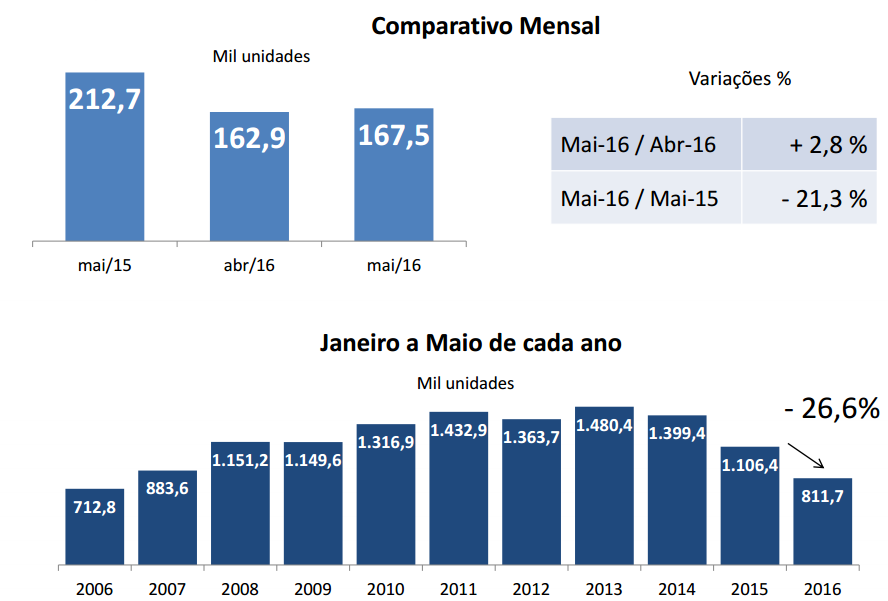 Comparativo Mensal
Mil unidades
212,7
162,9
167,5
mai/15
abr/16
mai/16
Variações %
Mai-16 / Abr-16 + 2,8 %
Mai-16 / Mai-15 - 21,3 %
Janeiro a Maio de cada ano
Mil unidades
- 26,6%
712,8
883,6
1.151,2
1.149,6
1.316,9
1.432,9
1.363,7
1.480,4
1.399,4
1.106,4
811,7
2006 2007 2008 2009 2010 2011 2012 2013 2014 2015 2016